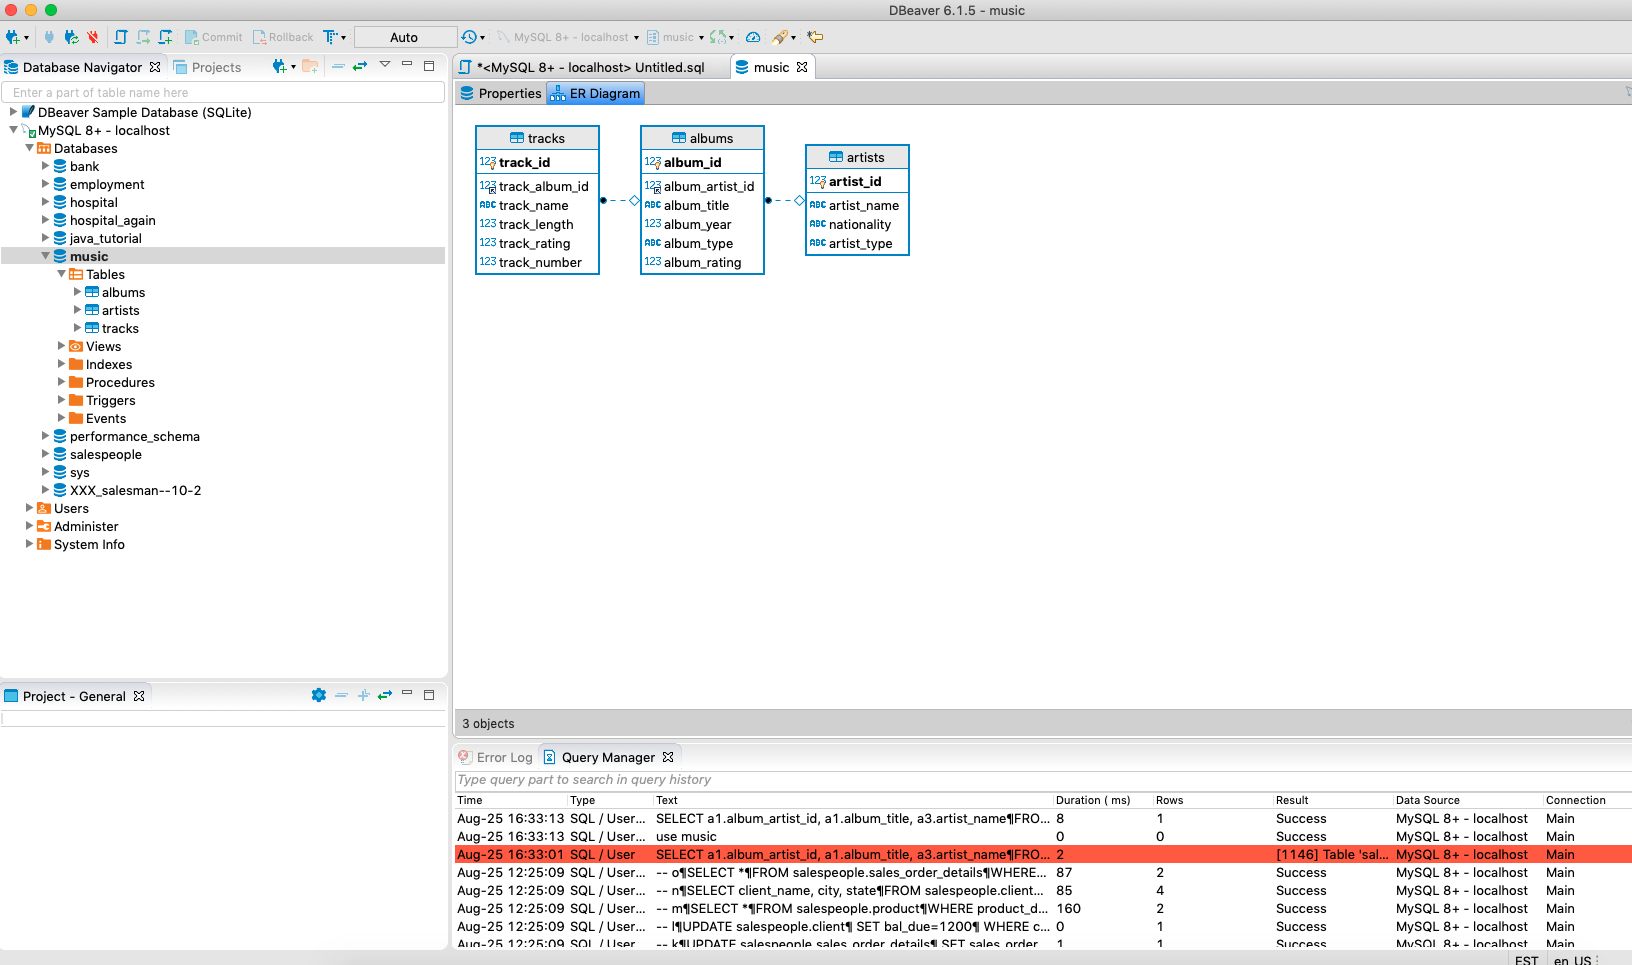 DBeaver 6.1.5 - music
Commit
Rollback
Auto
MySQL 8+ - localhost
music
Database Navigator
Projects
Enter a part of table name here
DBeaver Sample Database (SQLite)
MySQL 8+ - localhost
Databases
bank
employment
hospital
hospital_again
java_tutorial
music
Tables
albums
artists
tracks
Views
Indexes
Procedures
Triggers
Events
performance_schema
salespeople
sys
XXX_salesman--10-2
Users
Administer
System Info
Project - General
*<MySQL 8+ - localhost> Untitled.sql
music
Properties
ER Diagram
tracks
123 track_id
123 track_album_id
ABC track_name
123 track_length
123 track_rating
123 track_number
albums
123 album_id
123 album_artist_id
ABC album_title
123 album_year
ABC album_type
123 album_rating
artists
123 artist_id
ABC artist_name
ABC nationality
ABC artist_type
3 objects
Error Log
Query Manager
Type query part to search in query history
Time Type Text Duration ( ms) Rows Result Data Source Connection
Aug-25 16:33:13 SQL / User... SELECT a1.album_artist_id, a1.album_title, a3.artist_name¶FRO... 8 1 Success MySQL 8+ - localhost Main
Aug-25 16:33:13 SQL / User... use music 0 0 Success MySQL 8+ - localhost Main
Aug-25 16:33:01 SQL / User SELECT a1.album_artist_id, a1.album_title, a3.artist_name¶FRO... 2 [1146] Table 'sal... MySQL 8+ - localhost Main
Aug-25 12:25:09 SQL / User... -- o¶SELECT *¶FROM salespeople.sales_order_details¶WHERE... 87 2 Success MySQL 8+ - localhost Main
Aug-25 12:25:09 SQL / User... -- n¶SELECT client_name, city, state¶FROM salespeople.client... 85 4 Success MySQL 8+ - localhost Main
Aug-25 12:25:09 SQL / User... -- m¶SELECT *¶FROM salespeople.product¶WHERE product_d... 160 2 Success MySQL 8+ - localhost Main
Aug-25 12:25:09 SQL / User... -- l¶UPDATE salespeople.client¶ SET bal_due=1200¶ WHERE c... 0 1 Success MySQL 8+ - localhost Main
Aug-25 12:25:09 SQL / User... -- k¶UPDATE salespeople.sales_order_details¶ SET sales_order... 1 1 Success MySQL 8+ - localhost Main
EST en_US